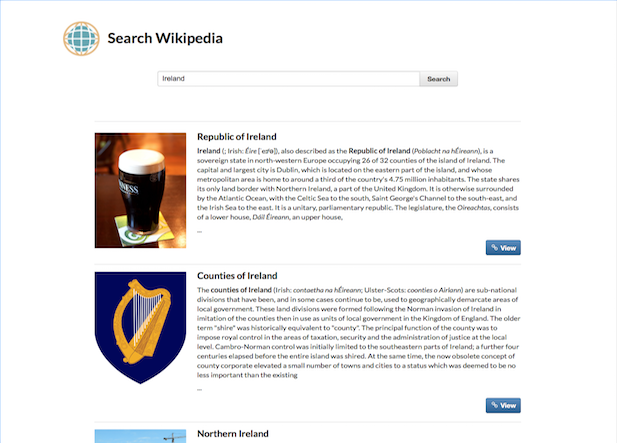 Search Wikipedia
Ireland
Search
Republic of Ireland
Ireland (; Irish: Éire [ˈeːɾʲə]), also described as the Republic of Ireland (Poblacht na hÉireann), is a
sovereign state in north-western Europe occupying 26 of 32 counties of the island of Ireland. The
capital and largest city is Dublin, which is located on the eastern part of the island, and whose
metropolitan area is home to around a third of the country's 4.75 million inhabitants. The state shares
its only land border with Northern Ireland, a part of the United Kingdom. It is otherwise surrounded
by the Atlantic Ocean, with the Celtic Sea to the south, Saint George's Channel to the south-east, and
the Irish Sea to the east. It is a unitary, parliamentary republic. The legislature, the Oireachtas, consists
of a lower house, Dáil Éireann, an upper house,
...
View
Counties of Ireland
The counties of Ireland (Irish: contaetha na hÉireann; Ulster-Scots: coonties o Airlann) are sub-national
divisions that have been, and in some cases continue to be, used to geographically demarcate areas of
local government. These land divisions were formed following the Norman invasion of Ireland in
imitation of the counties then in use as units of local government in the Kingdom of England. The older
term "shire" was historically equivalent to "county". The principal function of the county was to
impose royal control in the areas of taxation, security and the administration of justice at the local
level. Cambro-Norman control was initially limited to the southeastern parts of Ireland; a further four
centuries elapsed before the entire island was shired. At the same time, the now obsolete concept of
county corporate elevated a small number of towns and cities to a status which was deemed to be no
less important than the existing
...
View
Northern Ireland